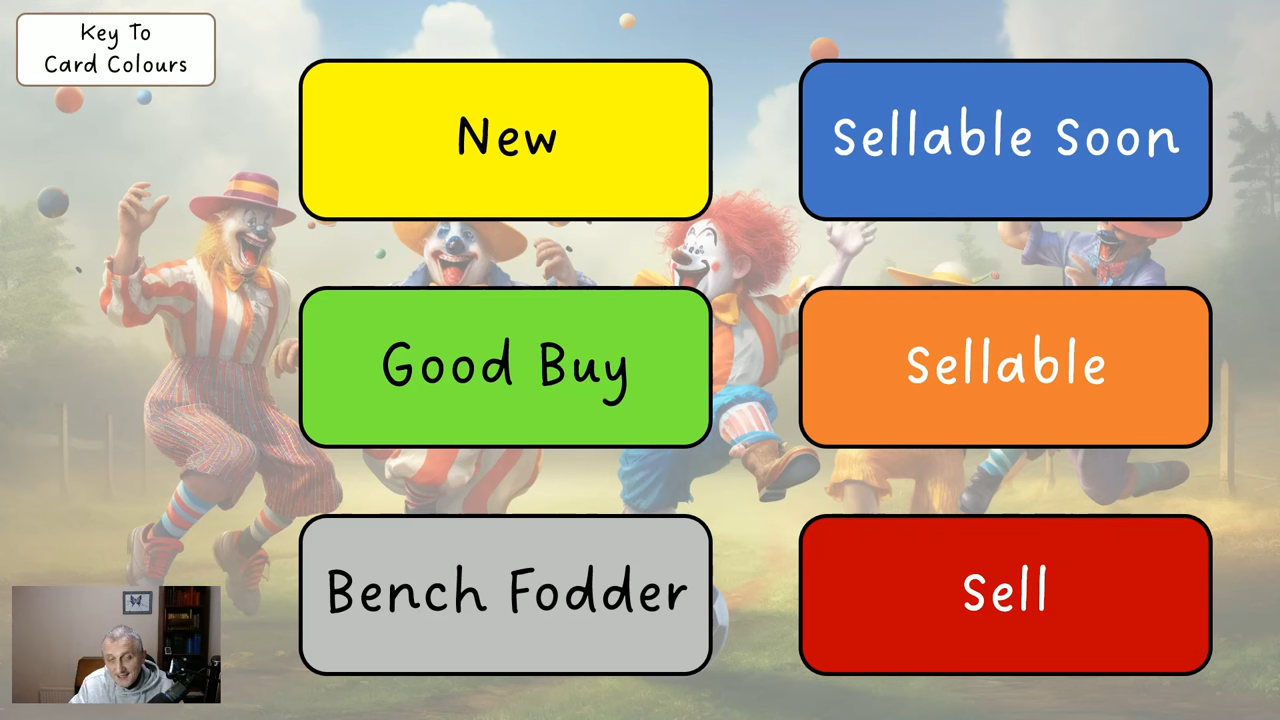 Key To
Card Colours
New
Sellable Soon
Good Buy
Sellable
Bench Fodder
Sell